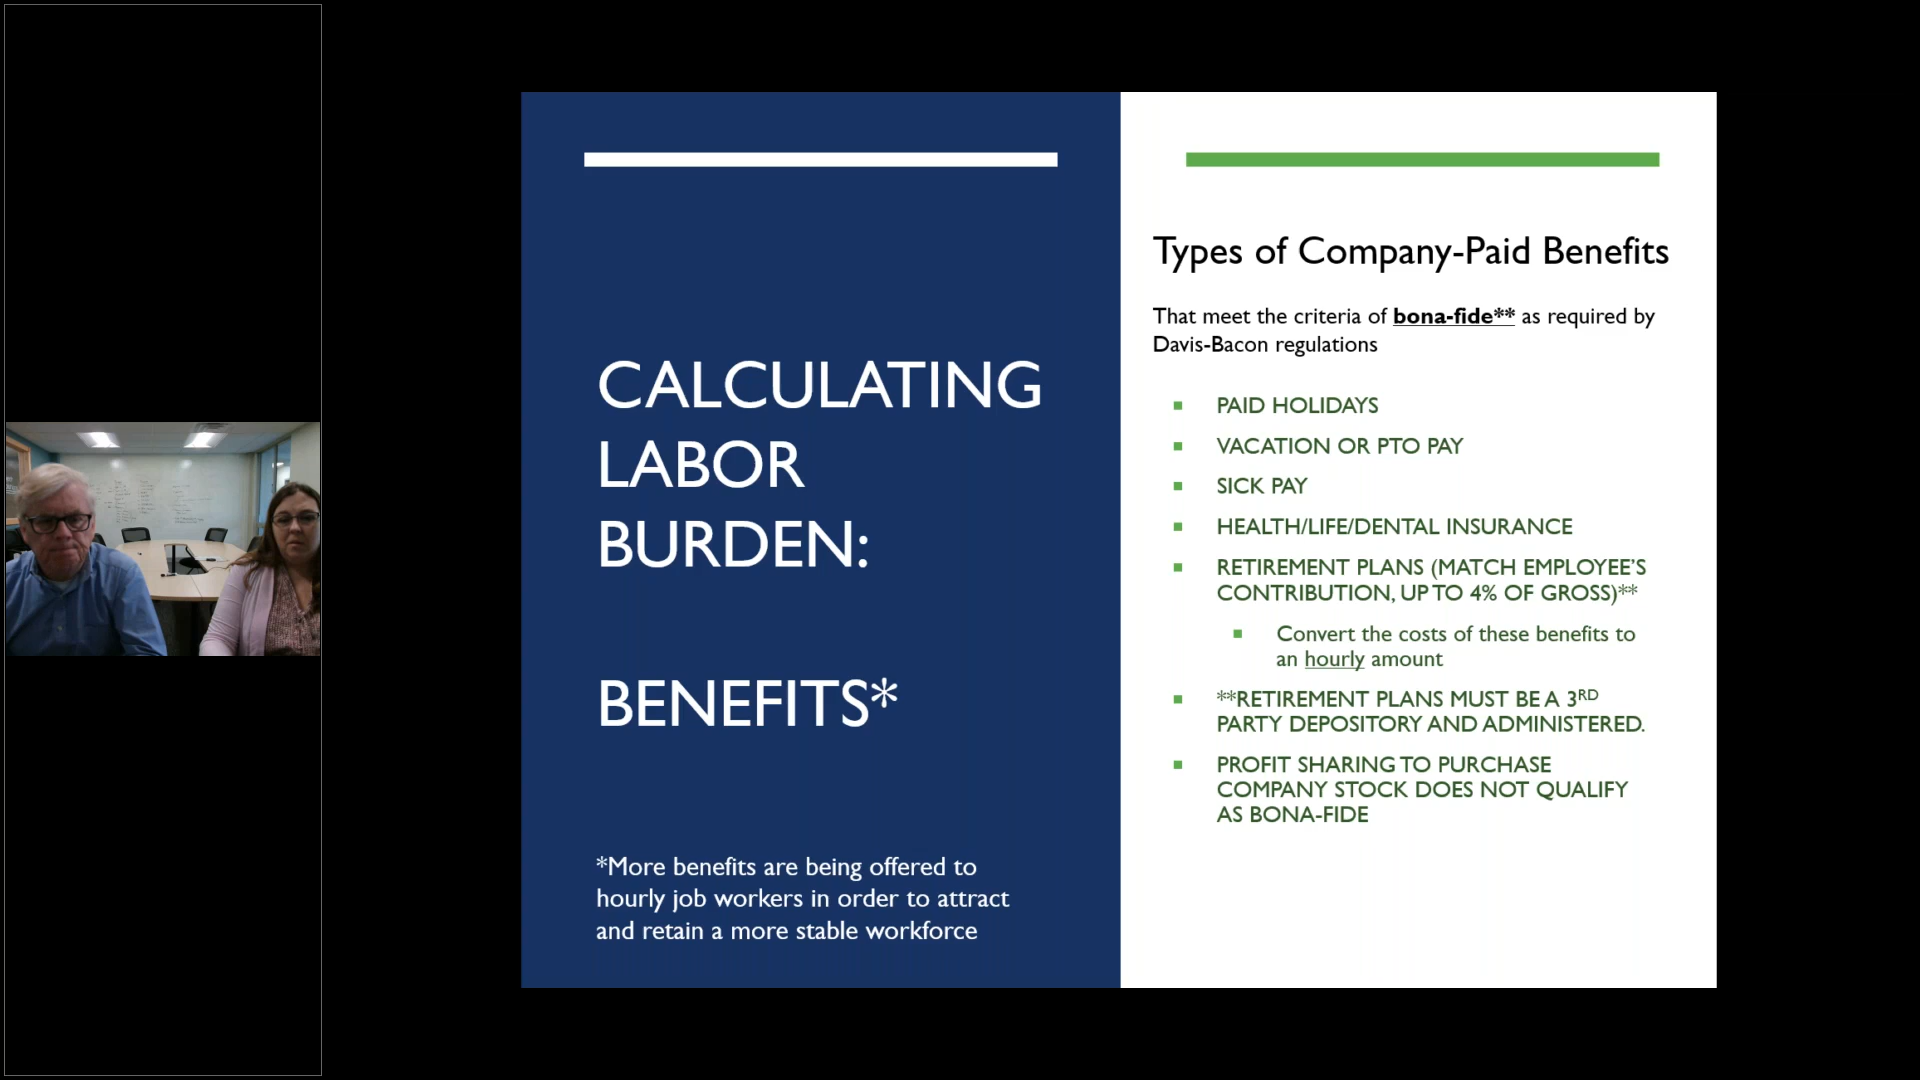 CALCULATING
LABOR
BURDEN:
BENEFITS*
*More benefits are being offered to
hourly job workers in order to attract
and retain a more stable workforce
Types of Company-Paid Benefits
That meet the criteria of bona-fide** as required by
Davis-Bacon regulations
PAID HOLIDAYS
VACATION OR PTO PAY
SICK PAY
HEALTH/LIFE/DENTAL INSURANCE
RETIREMENT PLANS (MATCH EMPLOYEE'S
CONTRIBUTION, UP TO 4% OF GROSS)**
Convert the costs of these benefits to
an hourly amount
**RETIREMENT PLANS MUST BE A 3RD
PARTY DEPOSITORY AND ADMINISTERED.
PROFIT SHARING TO PURCHASE
COMPANY STOCK DOES NOT QUALIFY
AS BONA-FIDE